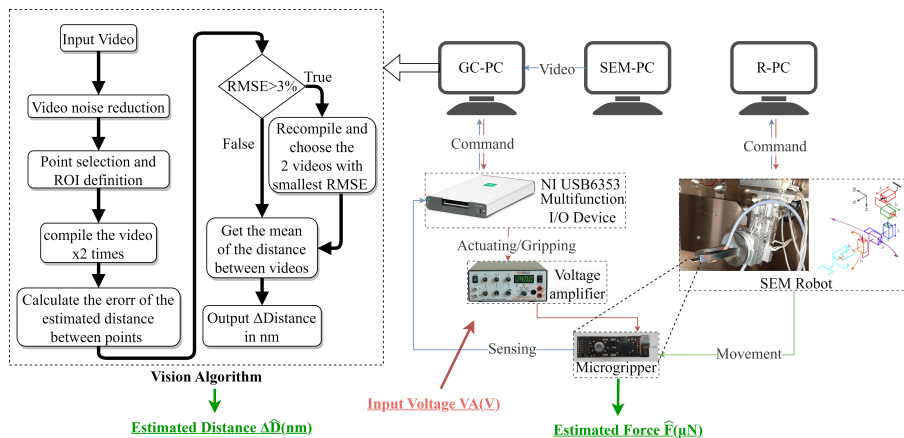 Input Video
Video noise reduction
Point selection and
ROI definition
compile the video
x2 times
Calculate the erorr of the
estimated distance
between points
RMSE>3%
True
False
Recompile and
choose the
2 videos with
smallest RMSE
Get the mean
of the distance
between videos
Output ΔDistance
in nm
Vision Algorithm
Estimated Distance ΔD̂(nm)
GC-PC
Video
SEM-PC
R-PC
Command
Command
NI USB6353
Multifunction
I/O Device
Actuating/Gripping
Voltage
amplifier
SEM Robot
Sensing
Microgripper
Movement
Input Voltage VA(V)
Estimated Force F̂(μN)